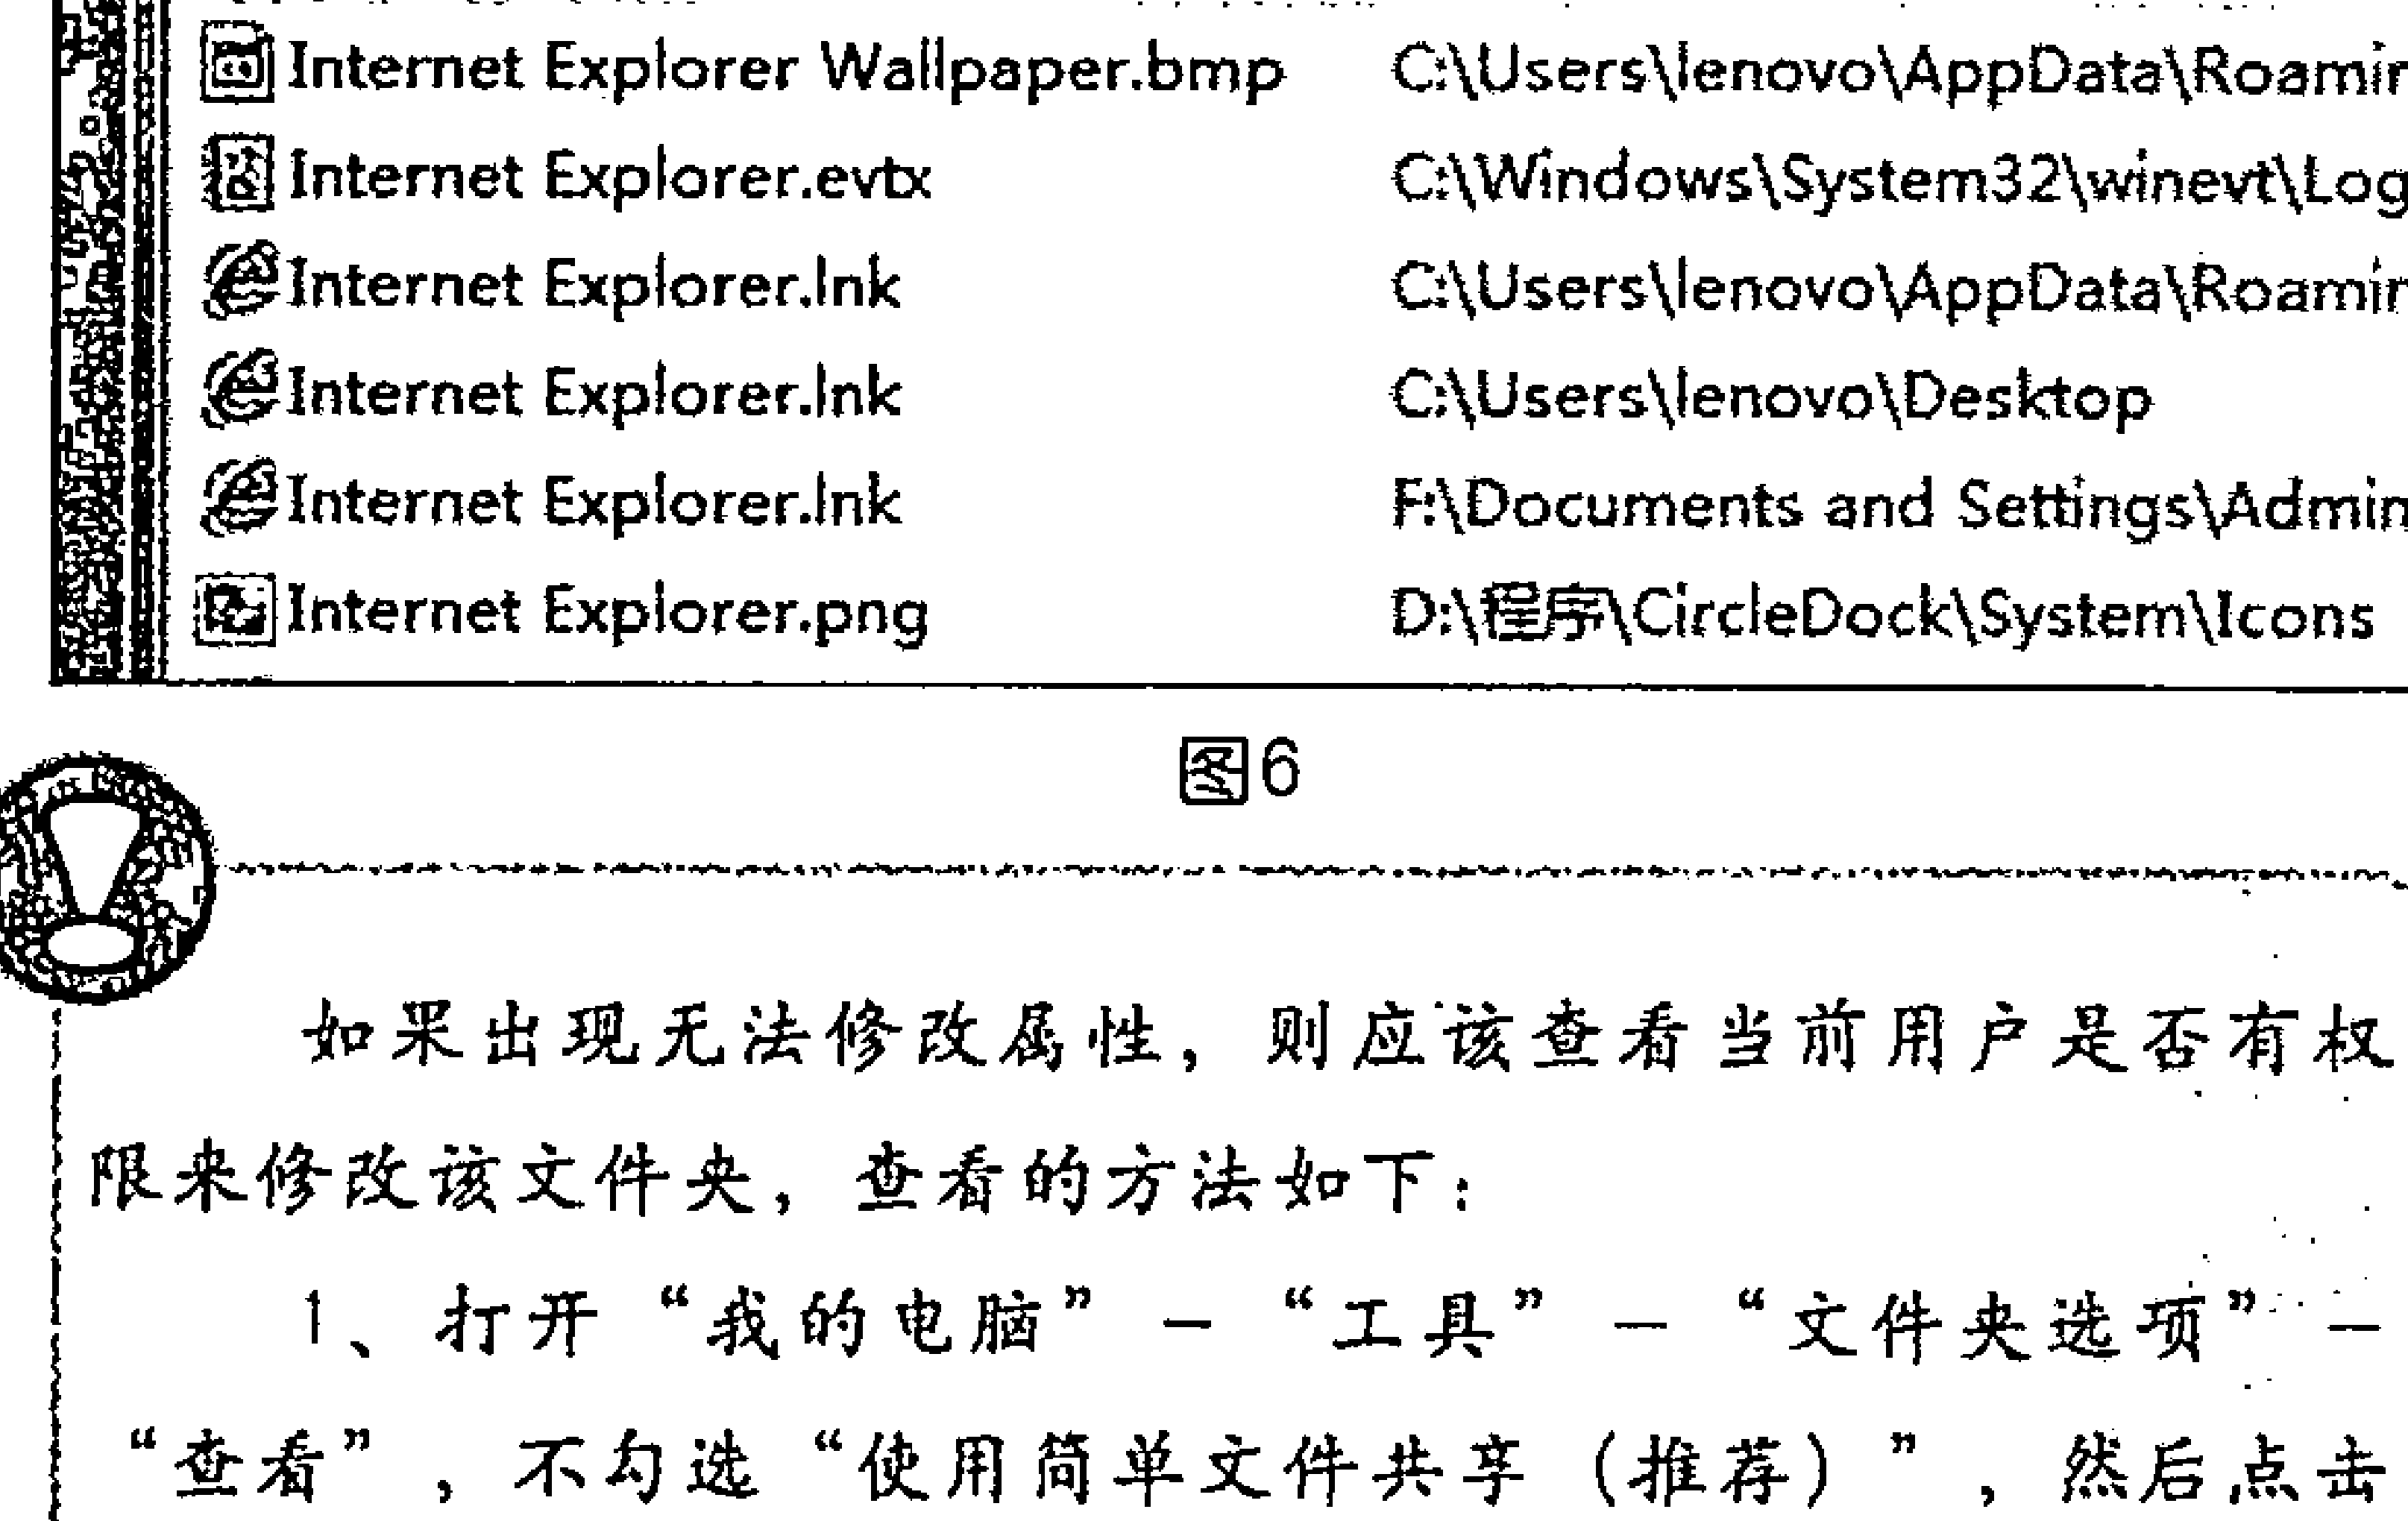 Internet Explorer Wallpaper.bmp C:\Users\lenovo\AppData\Roamin
Internet Explorer.evtx C:\Windows\System32\winevt\Log
Internet Explorer.lnk C:\Users\lenovo\AppData\Roamin
Internet Explorer.lnk C:\Users\lenovo\Desktop
Internet Explorer.lnk F:\Documents and Settings\Admin
Internet Explorer.png D:\程序\CircleDock\System\Icons
图6
如果出现无法修改属性，则应该查看当前用户是否有权
限来修改该文件夹，查看的方法如下：
1、打开“我的电脑”－“工具”－“文件夹选项”－
“查看”，不勾选“使用简单文件共享（推荐）”，然后点击